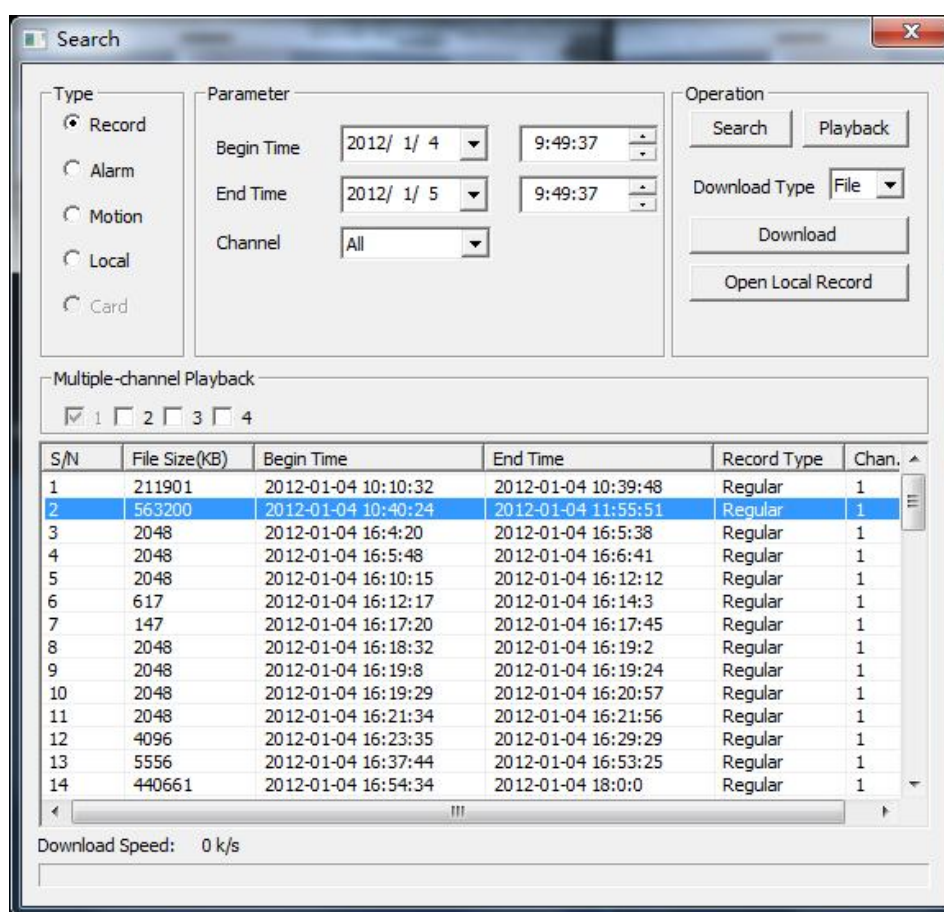 Search
Type
Record
Alarm
Motion
Local
Card
Parameter
Begin Time 2012/ 1/ 4 9:49:37
End Time 2012/ 1/ 5 9:49:37
Channel All
Operation
Search Playback
Download Type File
Download
Open Local Record
Multiple-channel Playback
1 2 3 4
S/N File Size(KB) Begin Time End Time Record Type Chan.
1 211901 2012-01-04 10:10:32 2012-01-04 10:39:48 Regular 1
2 563200 2012-01-04 10:40:24 2012-01-04 11:55:51 Regular 1
3 2048 2012-01-04 16:4:20 2012-01-04 16:5:38 Regular 1
4 2048 2012-01-04 16:5:48 2012-01-04 16:6:41 Regular 1
5 2048 2012-01-04 16:10:15 2012-01-04 16:12:12 Regular 1
6 617 2012-01-04 16:12:17 2012-01-04 16:14:3 Regular 1
7 147 2012-01-04 16:17:20 2012-01-04 16:17:45 Regular 1
8 2048 2012-01-04 16:18:32 2012-01-04 16:19:2 Regular 1
9 2048 2012-01-04 16:19:8 2012-01-04 16:19:24 Regular 1
10 2048 2012-01-04 16:19:29 2012-01-04 16:20:57 Regular 1
11 2048 2012-01-04 16:21:34 2012-01-04 16:21:56 Regular 1
12 4096 2012-01-04 16:23:35 2012-01-04 16:29:29 Regular 1
13 5556 2012-01-04 16:37:44 2012-01-04 16:53:25 Regular 1
14 440661 2012-01-04 16:54:34 2012-01-04 18:0:0 Regular 1
Download Speed: 0 k/s